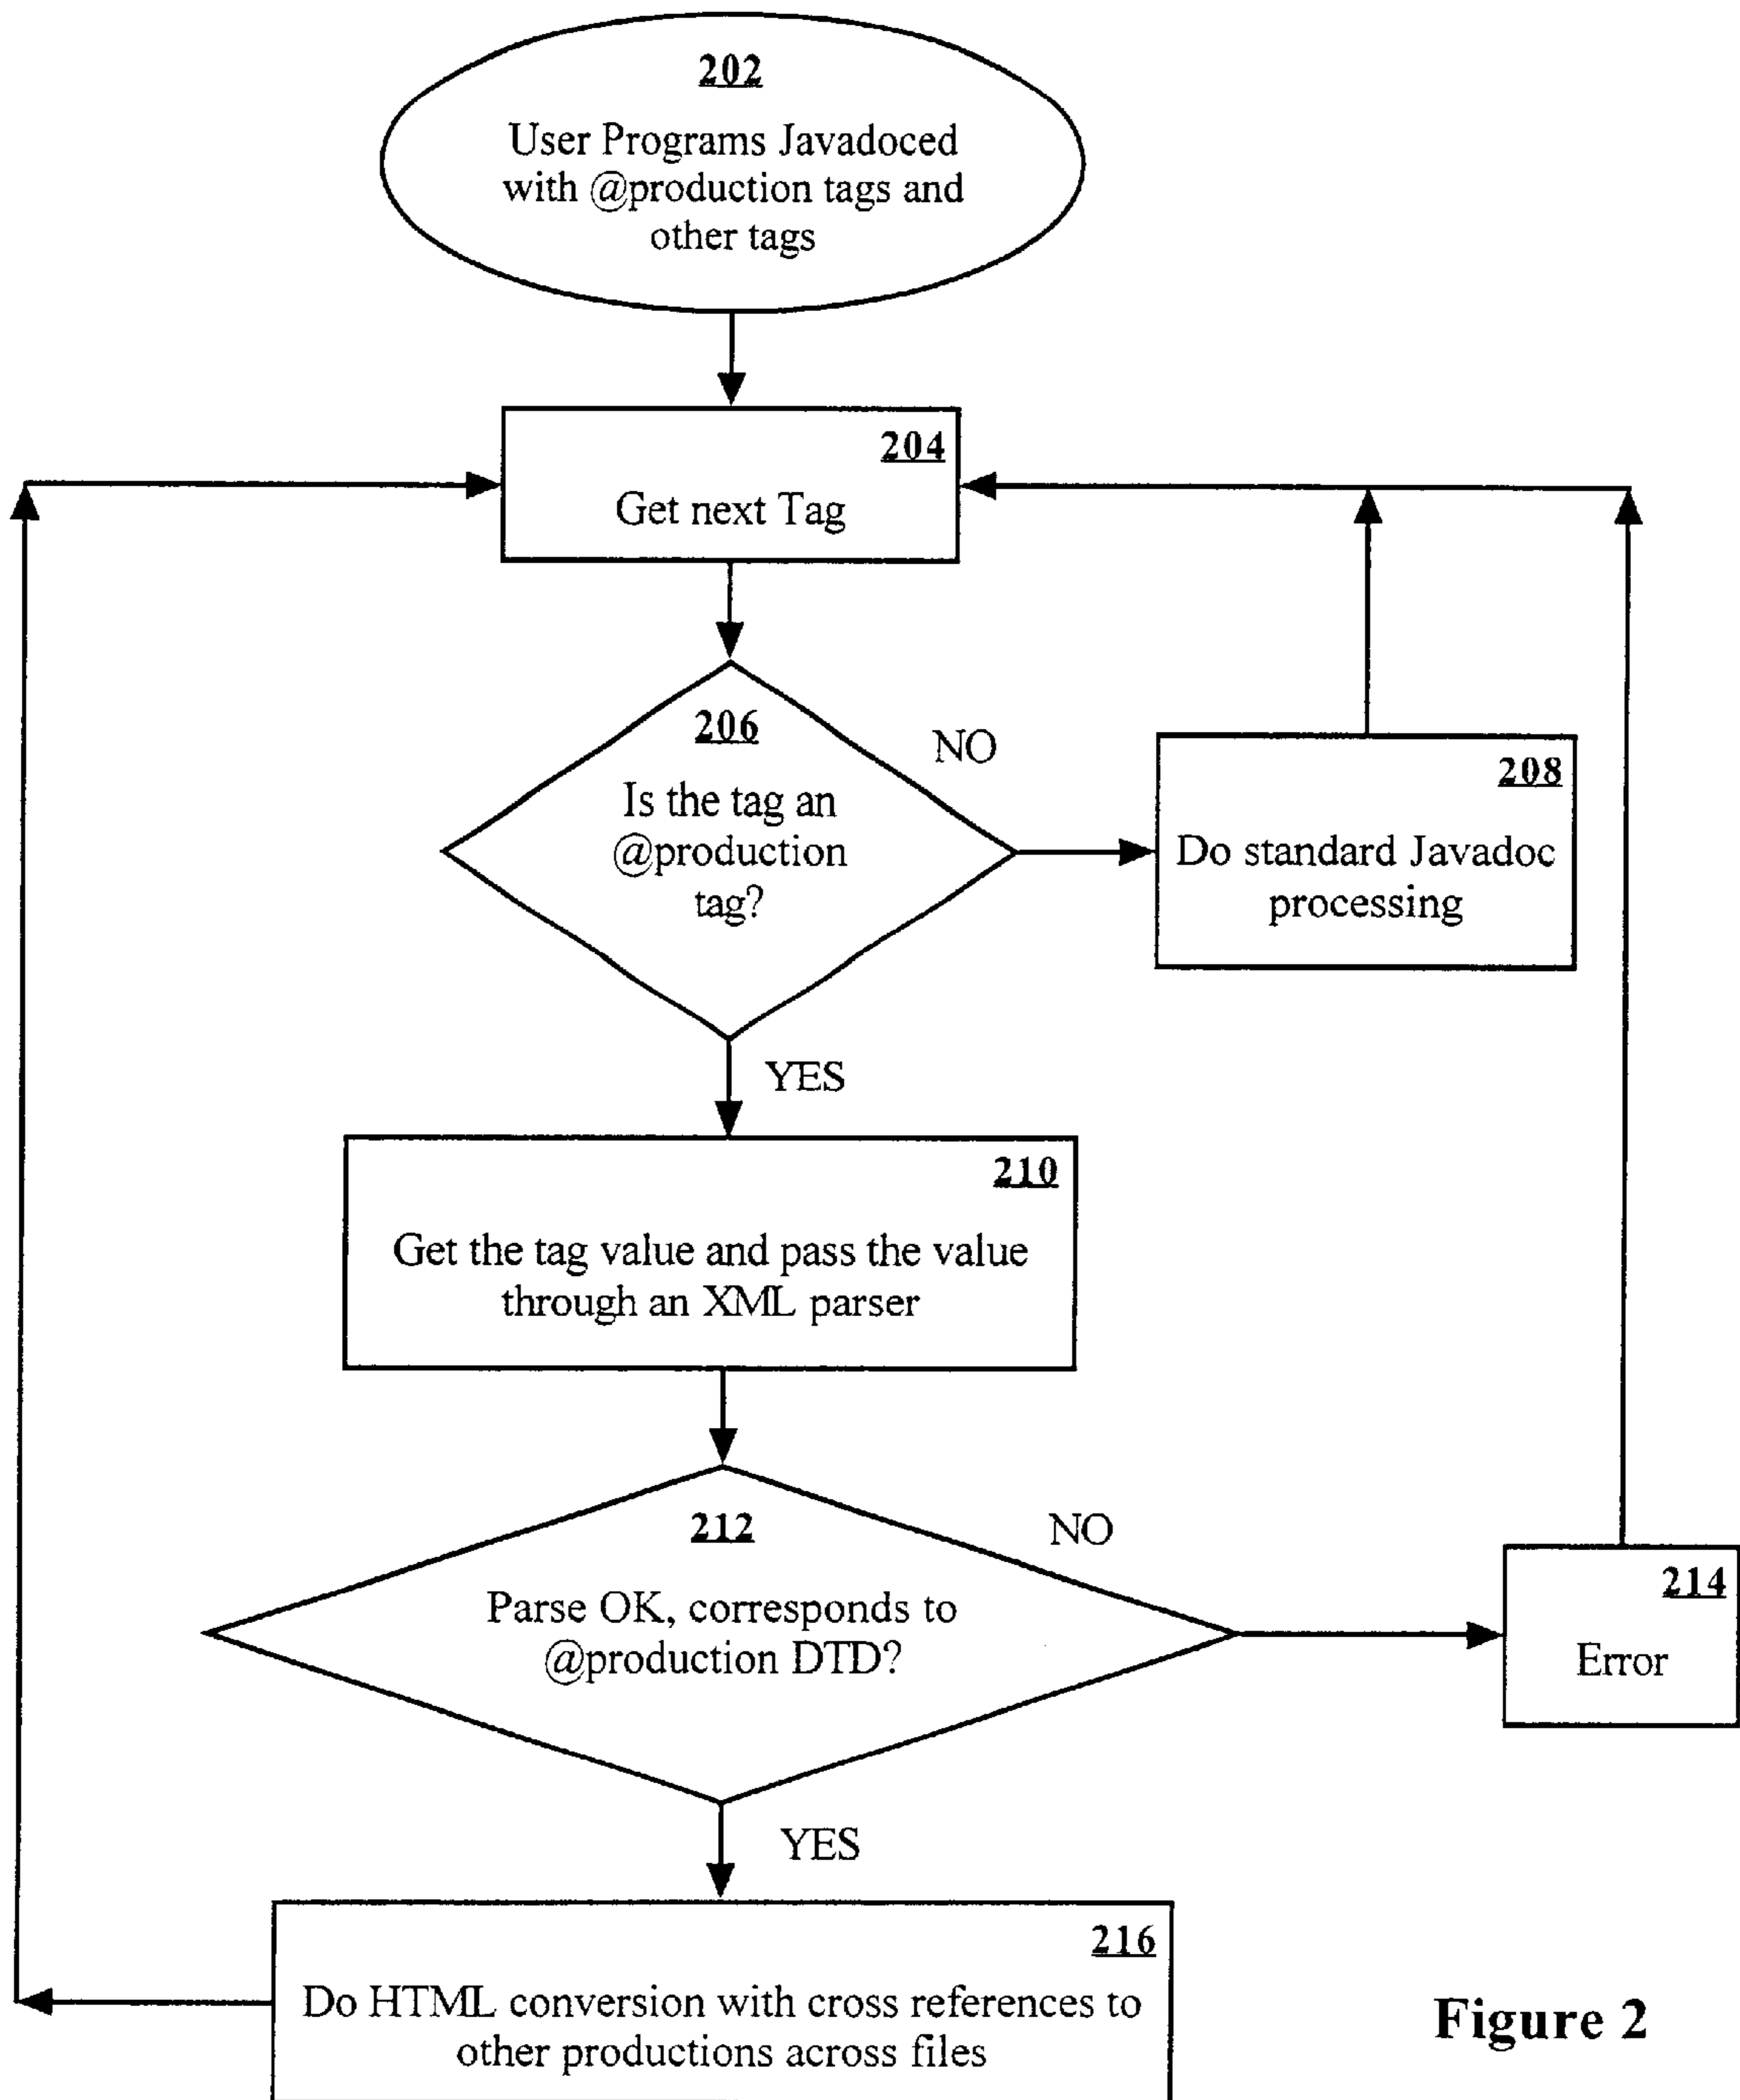 202
User Programs Javadoced
with @production tags and
other tags
204
Get next Tag
206
Is the tag an
@production
tag?
NO
208
Do standard Javadoc
processing
YES
210
Get the tag value and pass the value
through an XML parser
212
Parse OK, corresponds to
@production DTD?
NO
214
Error
YES
216
Do HTML conversion with cross references to
other productions across files
Figure 2